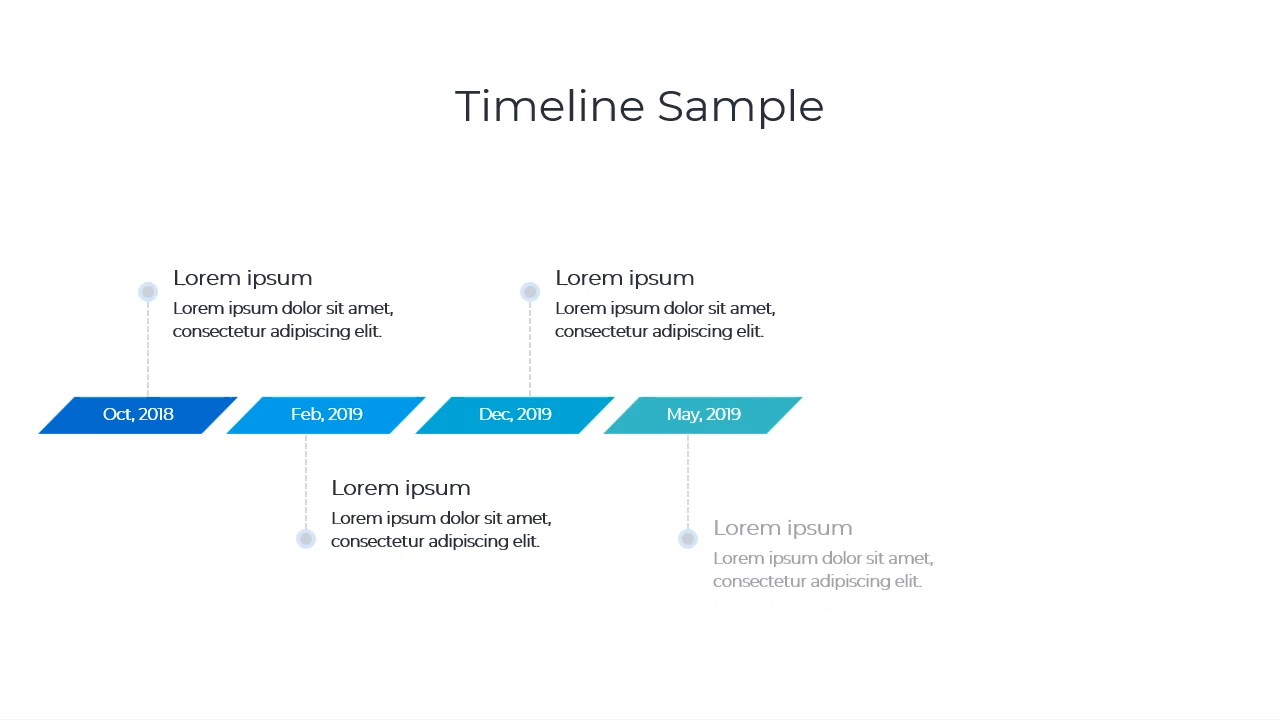 Timeline Sample
Lorem ipsum
Lorem ipsum dolor sit amet,
consectetur adipiscing elit.
Lorem ipsum
Lorem ipsum dolor sit amet,
consectetur adipiscing elit.
Oct, 2018
Feb, 2019
Dec, 2019
May, 2019
Lorem ipsum
Lorem ipsum dolor sit amet,
consectetur adipiscing elit.
Lorem ipsum
Lorem ipsum dolor sit amet,
consectetur adipiscing elit.